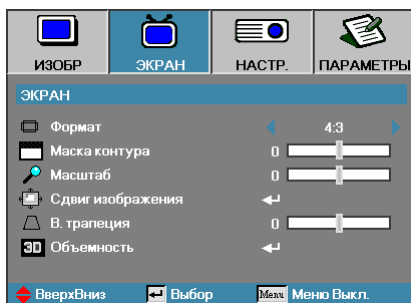 ИЗОБР ЭКРАН НАСТР. ПАРАМЕТРЫ
ЭКРАН
Формат 4:3
Маска контура 0
Масштаб 0
Сдвиг изображения
В. трапеция 0
3D Объемность
ВверхВниз Выбор Menu Меню Выкл.